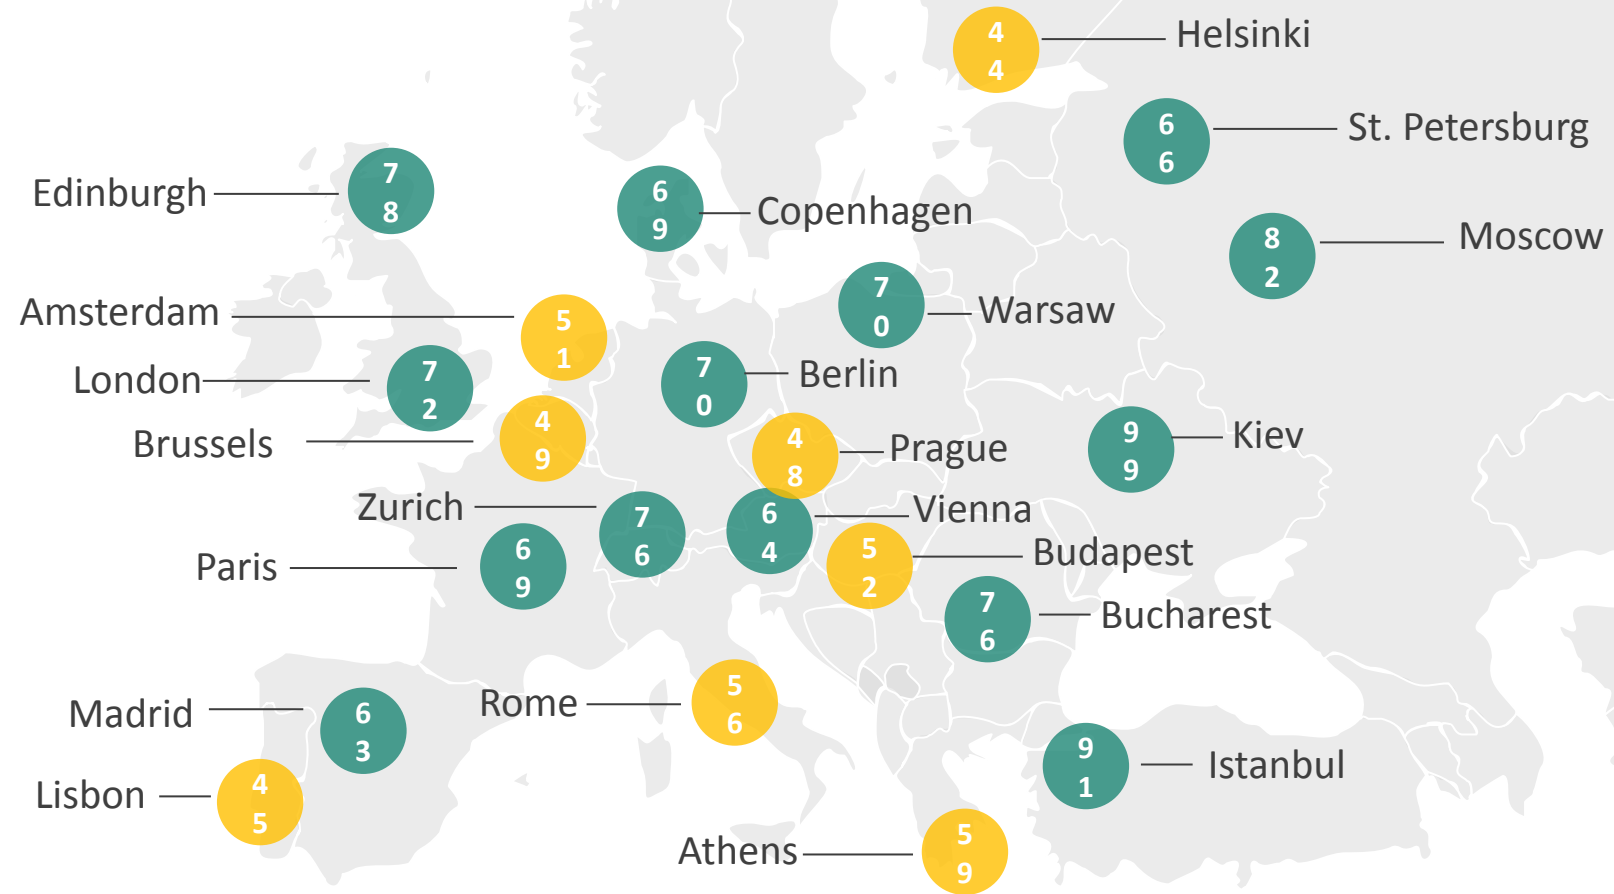 Helsinki
4
4
St. Petersburg
6
6
Edinburgh
7
8
Copenhagen
6
9
Moscow
8
2
Amsterdam
5
1
Warsaw
7
0
London
7
2
Berlin
7
0
Brussels
4
9
Prague
4
8
Kiev
9
9
Zurich
7
6
Vienna
6
4
Paris
6
9
Budapest
5
2
Bucharest
7
6
Madrid
6
3
Rome
5
6
Lisbon
4
5
Istanbul
9
1
Athens
5
9